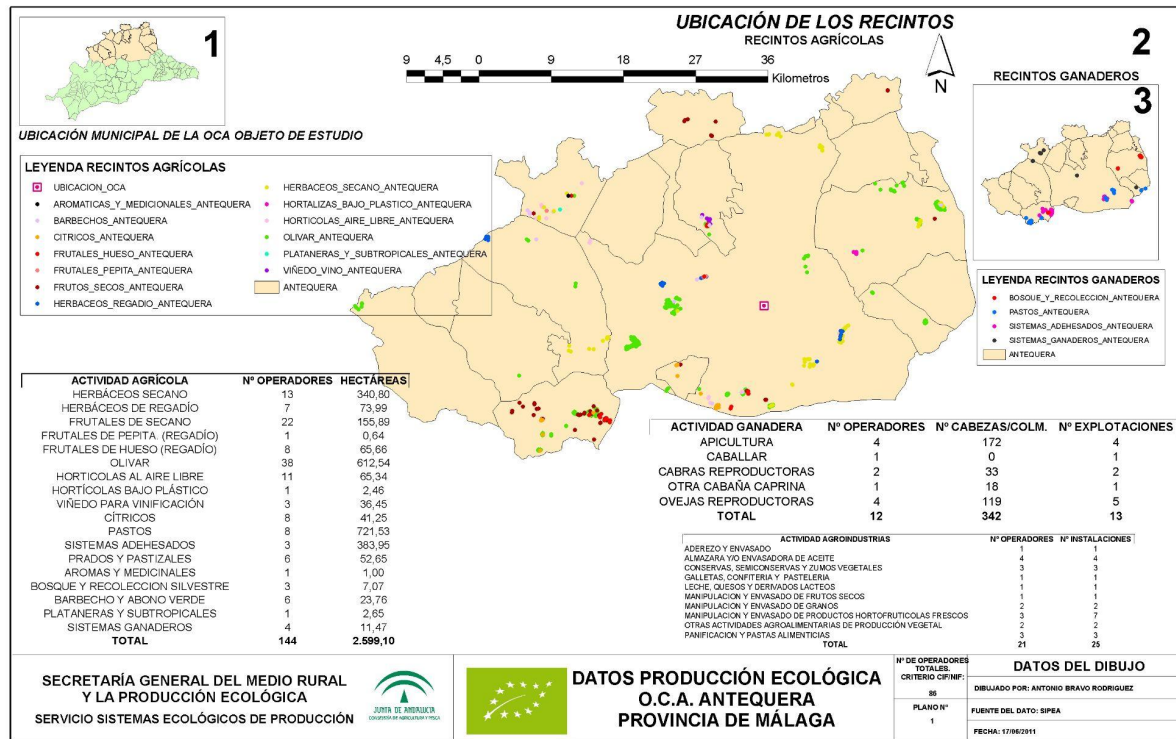 1
UBICACIÓN MUNICIPAL DE LA OCA OBJETO DE ESTUDIO
UBICACIÓN DE LOS RECINTOS
RECINTOS AGRÍCOLAS
9 4,5 0 9 18 27 36
Kilometros
N
2
RECINTOS GANADEROS
3
LEYENDA RECINTOS AGRÍCOLAS
UBICACION_OCA
AROMATICAS_Y_MEDICIONALES_ANTEQUERA
BARBECHOS_ANTEQUERA
CITRICOS_ANTEQUERA
FRUTALES_HUESO_ANTEQUERA
FRUTALES_PEPITA_ANTEQUERA
FRUTOS_SECOS_ANTEQUERA
HERBACEOS_REGADIO_ANTEQUERA
HERBACEOS_SECANO_ANTEQUERA
HORTALIZAS_BAJO_PLASTICO_ANTEQUERA
HORTICOLAS_AIRE_LIBRE_ANTEQUERA
OLIVAR_ANTEQUERA
PLATANERAS_Y_SUBTROPICALES_ANTEQUERA
VIÑEDO_VINO_ANTEQUERA
ANTEQUERA
LEYENDA RECINTOS GANADEROS
BOSQUE_Y_RECOLECCION_ANTEQUERA
PASTOS_ANTEQUERA
SISTEMAS_ADEHESADOS_ANTEQUERA
SISTEMAS_GANADEROS_ANTEQUERA
ANTEQUERA
ACTIVIDAD AGRÍCOLA Nº OPERADORES HECTÁREAS
HERBÁCEOS SECANO 13 340,80
HERBÁCEOS DE REGADÍO 7 73,99
FRUTALES DE SECANO 22 155,89
FRUTALES DE PEPITA. (REGADÍO) 1 0,64
FRUTALES DE HUESO (REGADÍO) 8 65,66
OLIVAR 38 612,54
HORTICOLAS AL AIRE LIBRE 11 65,34
HORTÍCOLAS BAJO PLÁSTICO 1 2,46
VIÑEDO PARA VINIFICACIÓN 3 36,45
CÍTRICOS 8 41,25
PASTOS 8 721,53
SISTEMAS ADEHESADOS 3 383,95
PRADOS Y PASTIZALES 6 52,65
AROMAS Y MEDICINALES 1 1,00
BOSQUE Y RECOLECCION SILVESTRE 3 7,07
BARBECHO Y ABONO VERDE 6 23,76
PLATANERAS Y SUBTROPICALES 1 2,65
SISTEMAS GANADEROS 4 11,47
TOTAL 144 2.599,10
ACTIVIDAD GANADERA Nº OPERADORES Nº CABEZAS/COLM. Nº EXPLOTACIONES
APICULTURA 4 172 4
CABALLAR 1 0 1
CABRAS REPRODUCTORAS 2 33 2
OTRA CABAÑA CAPRINA 1 18 1
OVEJAS REPRODUCTORAS 4 119 5
TOTAL 12 342 13
ACTIVIDAD AGROINDUSTRIAS Nº OPERADORES Nº INSTALACIONES
ADEREZO Y ENVASADO 1 1
ALMAZARA Y/O ENVASADORA DE ACEITE 4 4
CONSERVAS, SEMICONSERVAS Y ZUMOS VEGETALES 3 3
GALLETAS, CONFITERIA Y PASTELERIA 1 1
LECHE, QUESOS Y DERIVADOS LACTEOS 1 1
MANIPULACION Y ENVASADO DE FRUTOS SECOS 1 1
MANIPULACION Y ENVASADO DE GRANOS 2 2
MANIPULACION Y ENVASADO DE PRODUCTOS HORTOFRUTICOLAS FRESCOS 3 7
OTRAS ACTIVIDADES AGROALIMENTARIAS DE PRODUCCIÓN VEGETAL 2 2
PANIFICACION Y PASTAS ALIMENTICIAS 3 3
TOTAL 21 25
SECRETARÍA GENERAL DEL MEDIO RURAL
Y LA PRODUCCIÓN ECOLÓGICA
SERVICIO SISTEMAS ECOLÓGICOS DE PRODUCCIÓN
JUNTA DE ANDALUCIA
CONSEJERÍA DE AGRICULTURA Y PESCA
DATOS PRODUCCIÓN ECOLÓGICA
O.C.A. ANTEQUERA
PROVINCIA DE MÁLAGA
Nº DE OPERADORES
TOTALES.
CRITERIO CIF/NIF:
86
PLANO Nº
1
DATOS DEL DIBUJO
DIBUJADO POR: ANTONIO BRAVO RODRIGUEZ
FUENTE DEL DATO: SIPEA
FECHA: 17/06/2011